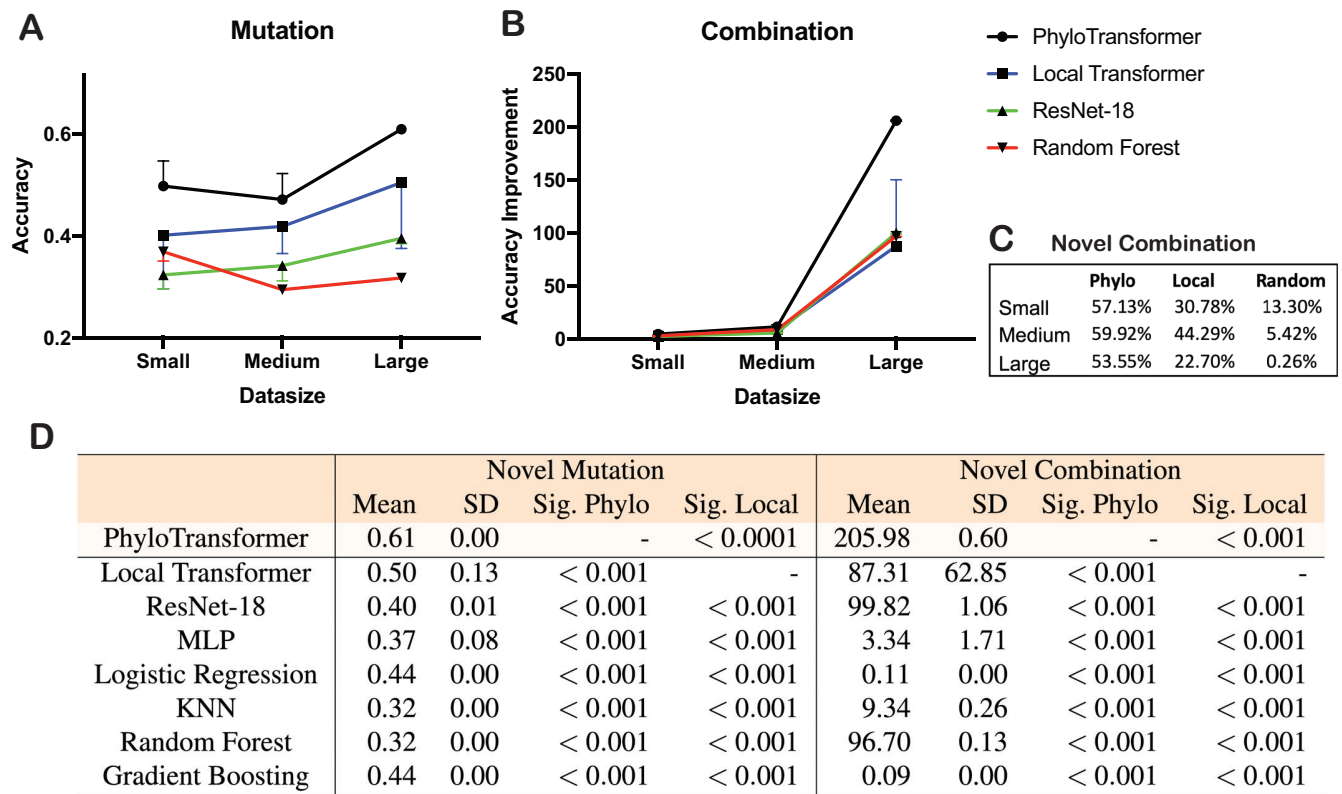 A
Mutation
Accuracy
0.6
0.4
0.2
Small Medium Large
Datasize
B
Combination
Accuracy Improvement
250
200
150
100
50
0
Small Medium Large
Datasize
PhyloTransformer
Local Transformer
ResNet-18
Random Forest
C Novel Combination
Phylo Local Random
Small 57.13% 30.78% 13.30%
Medium 59.92% 44.29% 5.42%
Large 53.55% 22.70% 0.26%
D
Novel Mutation Novel Combination
Mean SD Sig. Phylo Sig. Local Mean SD Sig. Phylo Sig. Local
PhyloTransformer 0.61 0.00 - < 0.0001 205.98 0.60 - < 0.001
Local Transformer 0.50 0.13 < 0.001 - 87.31 62.85 < 0.001 -
ResNet-18 0.40 0.01 < 0.001 < 0.001 99.82 1.06 < 0.001 < 0.001
MLP 0.37 0.08 < 0.001 < 0.001 3.34 1.71 < 0.001 < 0.001
Logistic Regression 0.44 0.00 < 0.001 < 0.001 0.11 0.00 < 0.001 < 0.001
KNN 0.32 0.00 < 0.001 < 0.001 9.34 0.26 < 0.001 < 0.001
Random Forest 0.32 0.00 < 0.001 < 0.001 96.70 0.13 < 0.001 < 0.001
Gradient Boosting 0.44 0.00 < 0.001 < 0.001 0.09 0.00 < 0.001 < 0.001